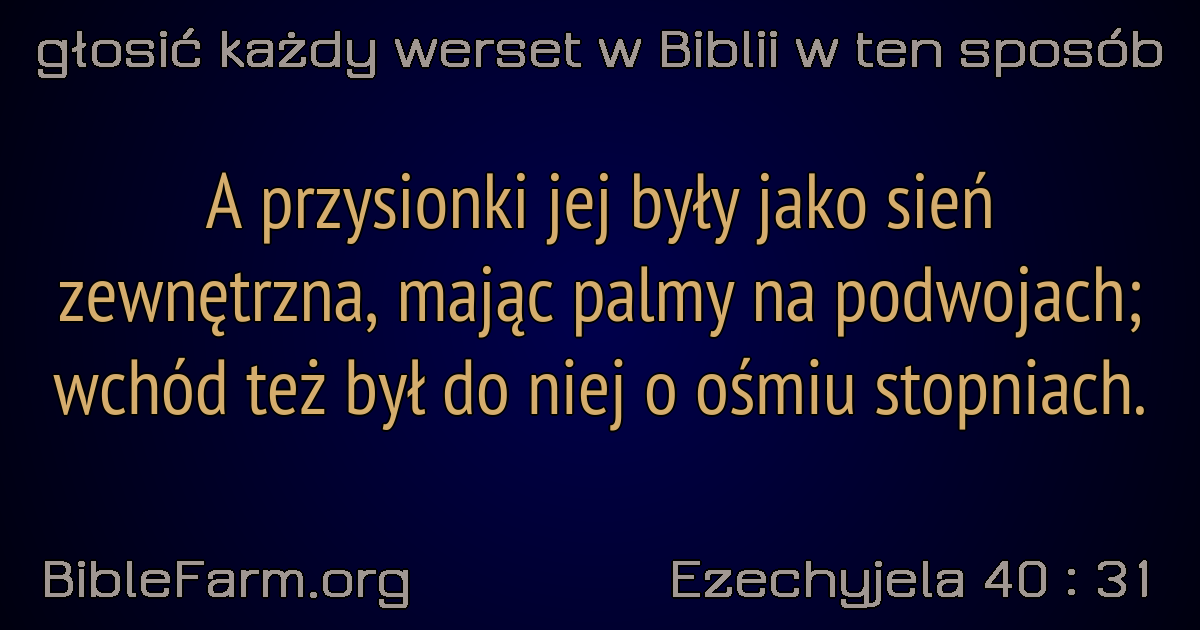 głosić każdy werset w Biblii w ten sposób
A przysionki jej były jako sień
zewnętrzna, mając palmy na podwojach;
wchód też był do niej o ośmiu stopniach.
BibleFarm.org
Ezechyjela 40 : 31